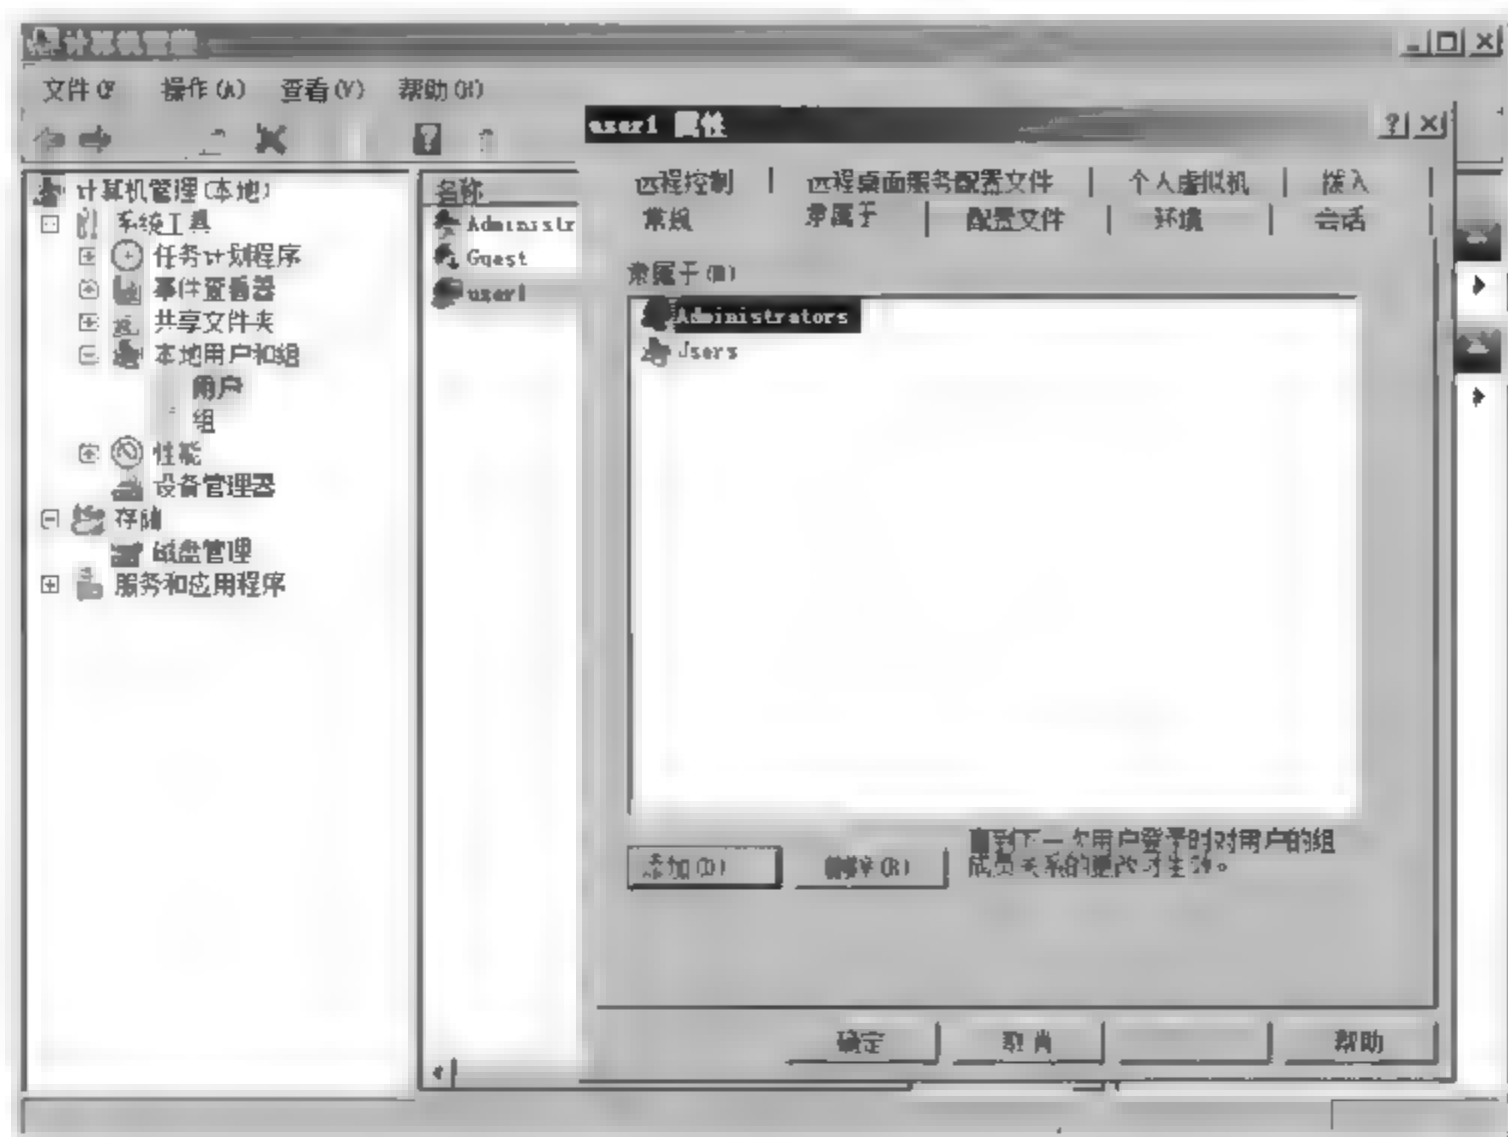 计算机管理
文件(F 操作(A) 查看(V) 帮助(H)
计算机管理(本地)
系统工具
任务计划程序
事件查看器
共享文件夹
本地用户和组
用户
组
性能
设备管理器
存储
磁盘管理
服务和应用程序
名称
Administr
Guest
user1
user1 属性
远程控制 远程桌面服务配置文件 个人虚拟机 拨入
常规 隶属于 配置文件 环境 会话
隶属于(M)
Administrators
Users
添加(D) 删除(R)
直到下一次用户登录时对用户的组
成员关系的更改才生效。
确定 取消 帮助